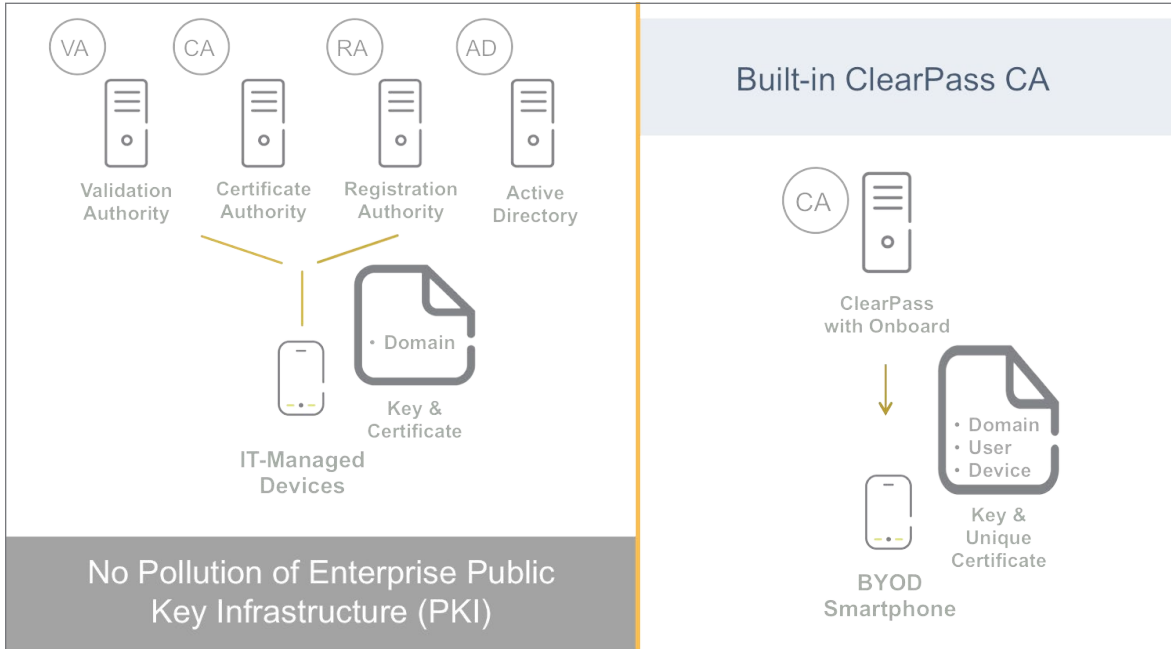 VA
CA
RA
AD
Validation
Authority
Certificate
Authority
Registration
Authority
Active
Directory
• Domain
Key &
Certificate
IT-Managed
Devices
No Pollution of Enterprise Public
Key Infrastructure (PKI)
Built-in ClearPass CA
CA
ClearPass
with Onboard
• Domain
• User
• Device
Key &
Unique
Certificate
BYOD
Smartphone